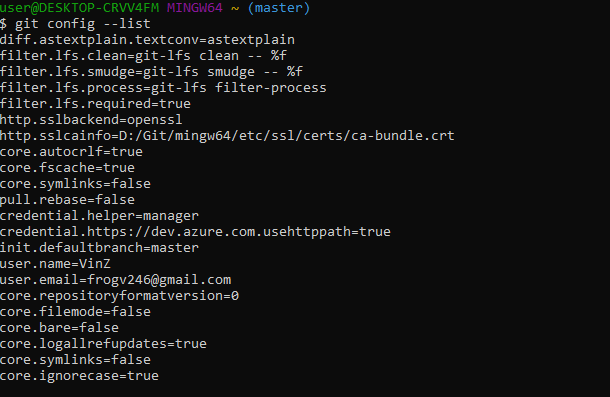 user@DESKTOP-CRVV4FM MINGW64 ~ (master)
$ git config --list
diff.astextplain.textconv=astextplain
filter.lfs.clean=git-lfs clean -- %f
filter.lfs.smudge=git-lfs smudge -- %f
filter.lfs.process=git-lfs filter-process
filter.lfs.required=true
http.sslbackend=openssl
http.sslcainfo=D:/Git/mingw64/etc/ssl/certs/ca-bundle.crt
core.autocrlf=true
core.fscache=true
core.symlinks=false
pull.rebase=false
credential.helper=manager
credential.https://dev.azure.com.usehttppath=true
init.defaultbranch=master
user.name=VinZ
user.email=frogv246@gmail.com
core.repositoryformatversion=0
core.filemode=false
core.bare=false
core.logallrefupdates=true
core.symlinks=false
core.ignorecase=true